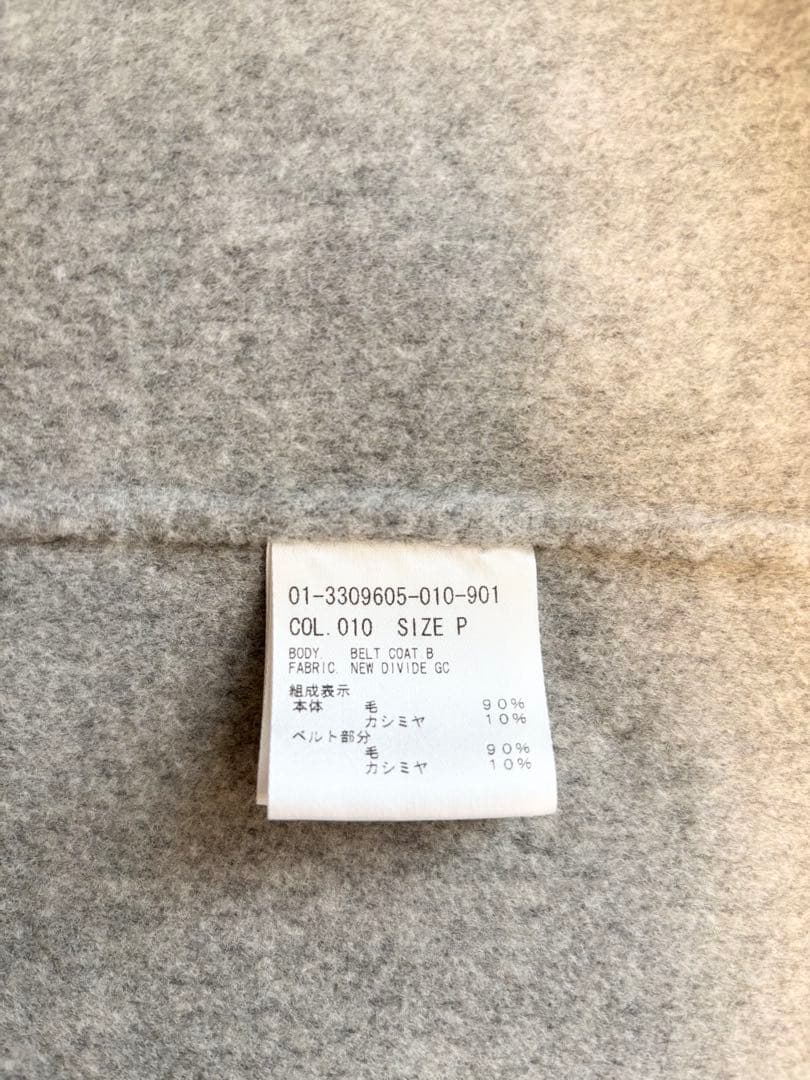 01-3309605-010-901
COL.010 SIZE P
BODY. BELT COAT B
FABRIC. NEW DIVIDE GC
組成表示
本体 毛 90%
カシミヤ 10%
ベルト部分
毛 90%
カシミヤ 10%